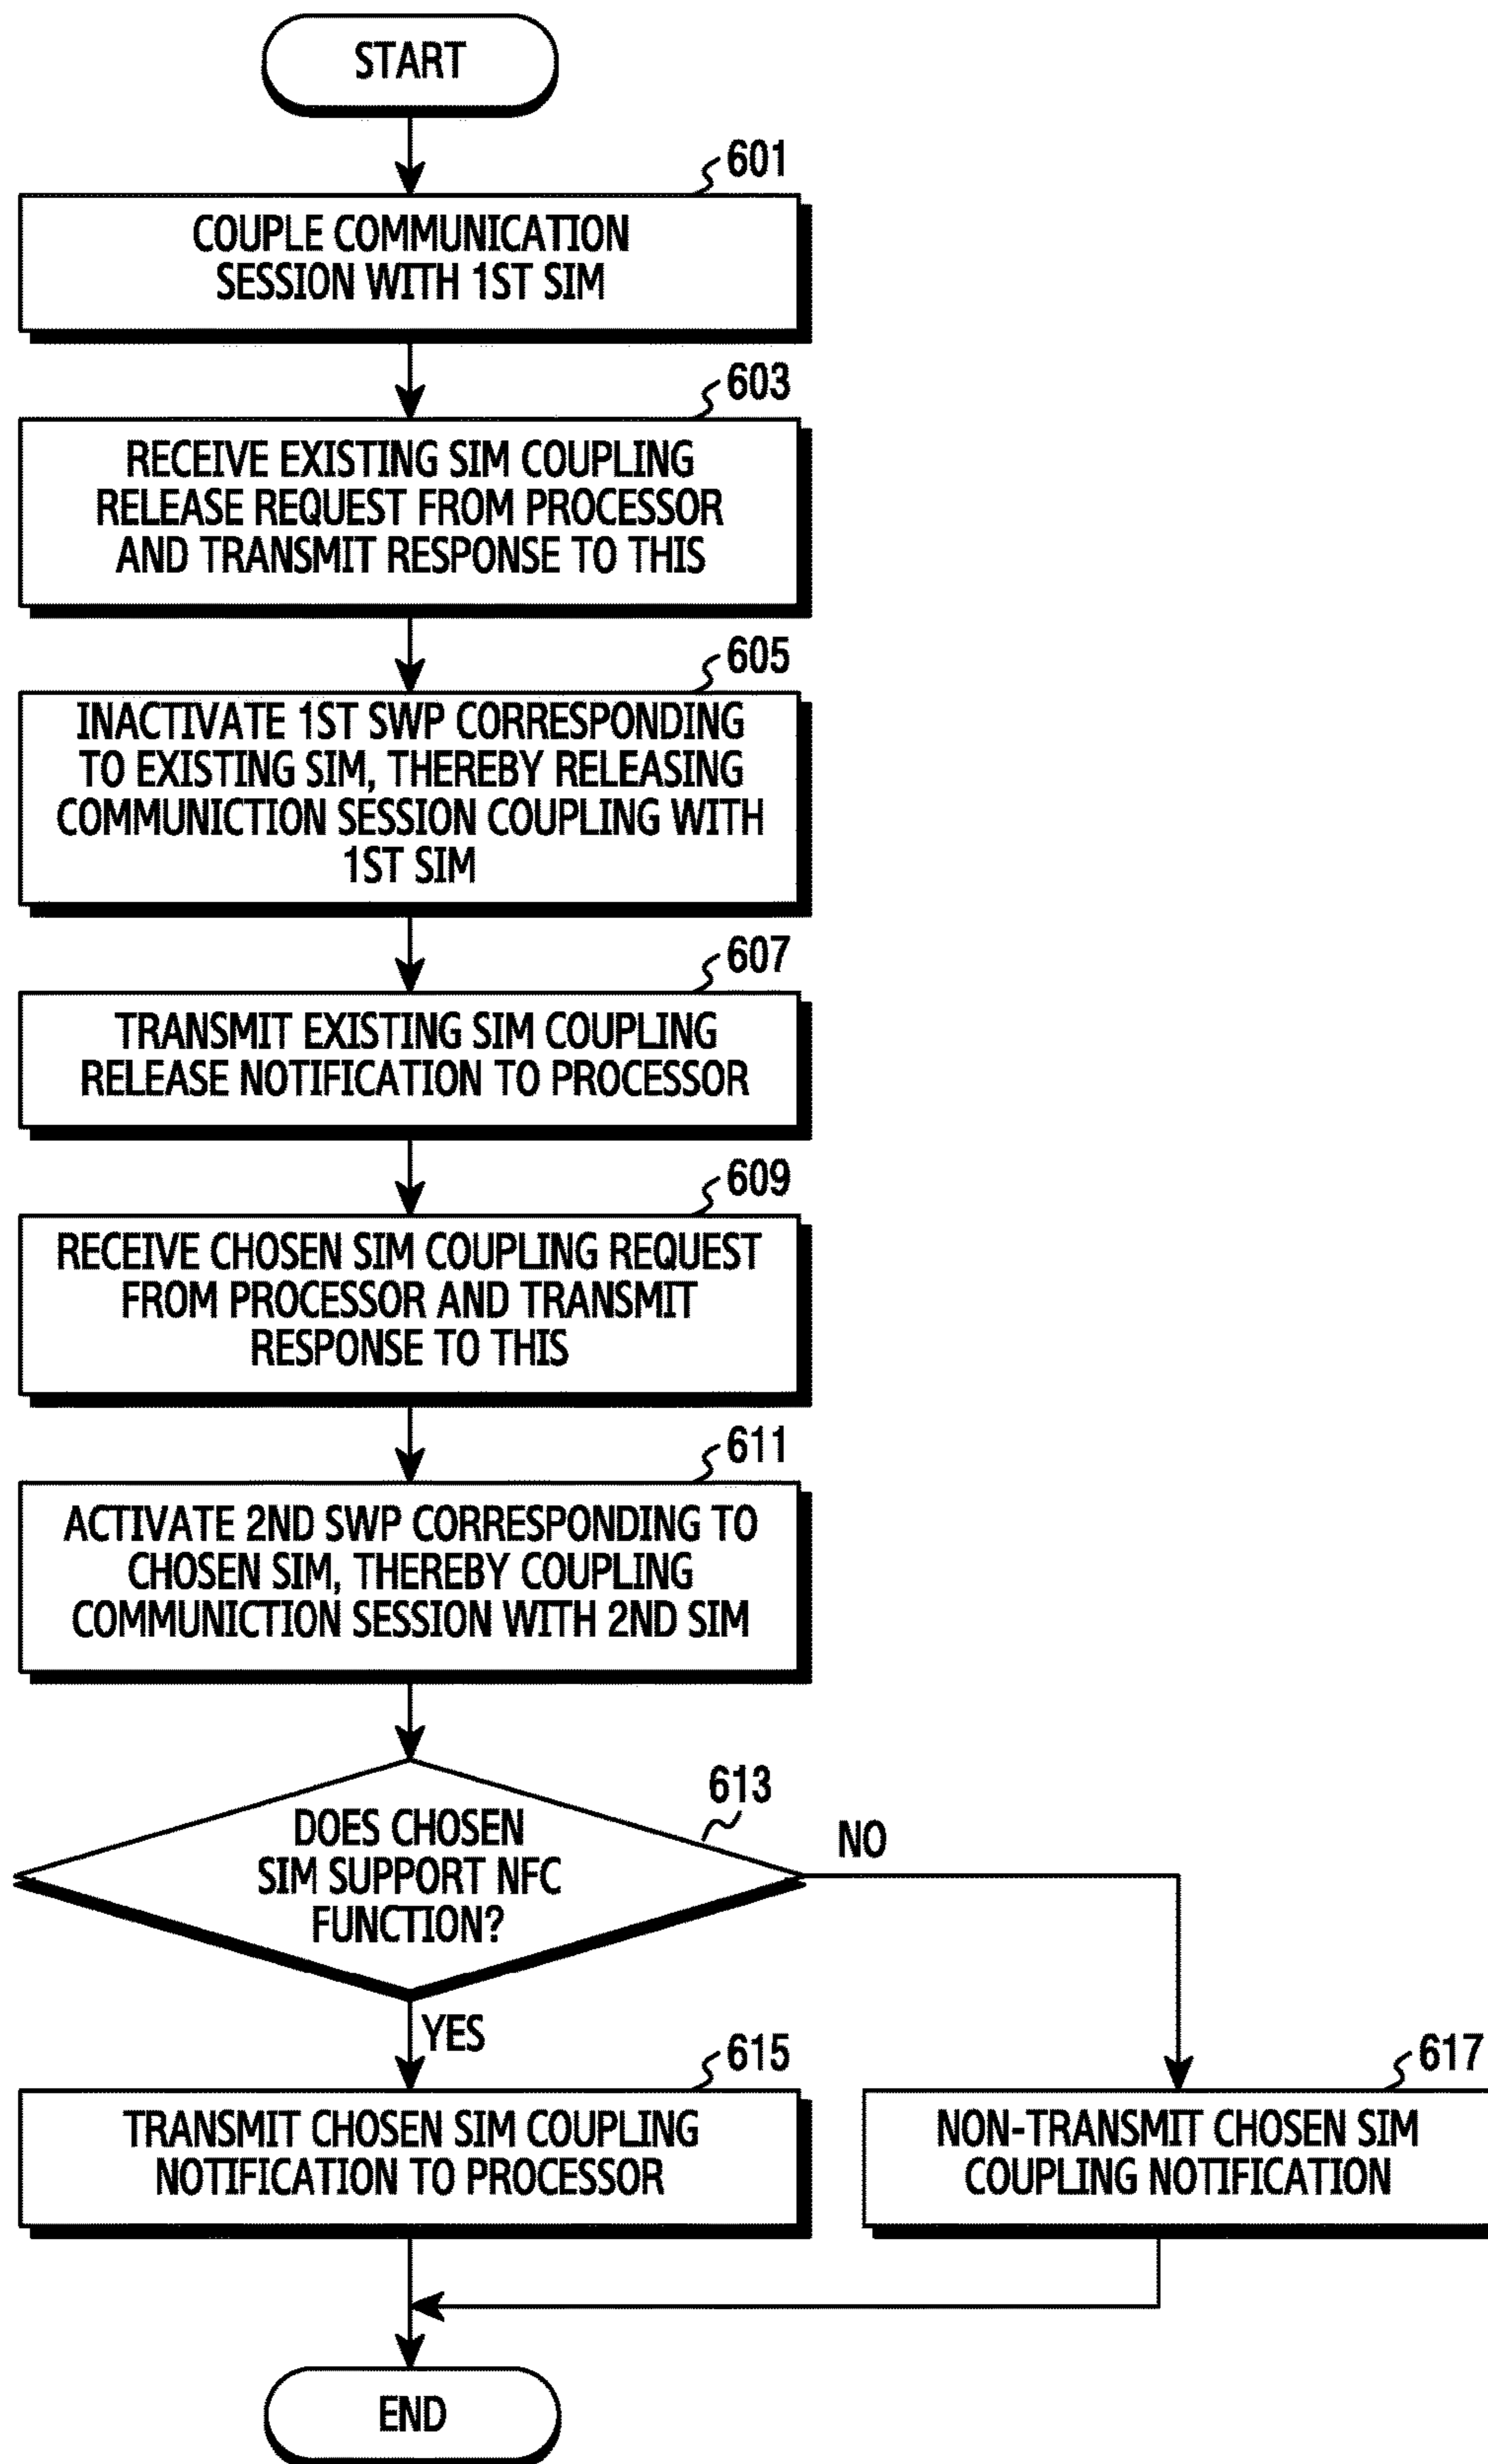 START
601
COUPLE COMMUNICATION
SESSION WITH 1ST SIM
603
RECEIVE EXISTING SIM COUPLING
RELEASE REQUEST FROM PROCESSOR
AND TRANSMIT RESPONSE TO THIS
605
INACTIVATE 1ST SWP CORRESPONDING
TO EXISTING SIM, THEREBY RELEASING
COMMUNICTION SESSION COUPLING WITH
1ST SIM
607
TRANSMIT EXISTING SIM COUPLING
RELEASE NOTIFICATION TO PROCESSOR
609
RECEIVE CHOSEN SIM COUPLING REQUEST
FROM PROCESSOR AND TRANSMIT
RESPONSE TO THIS
611
ACTIVATE 2ND SWP CORRESPONDING TO
CHOSEN SIM, THEREBY COUPLING
COMMUNICTION SESSION WITH 2ND SIM
613
DOES CHOSEN
SIM SUPPORT NFC
FUNCTION?
NO
YES
615
TRANSMIT CHOSEN SIM COUPLING
NOTIFICATION TO PROCESSOR
617
NON-TRANSMIT CHOSEN SIM
COUPLING NOTIFICATION
END